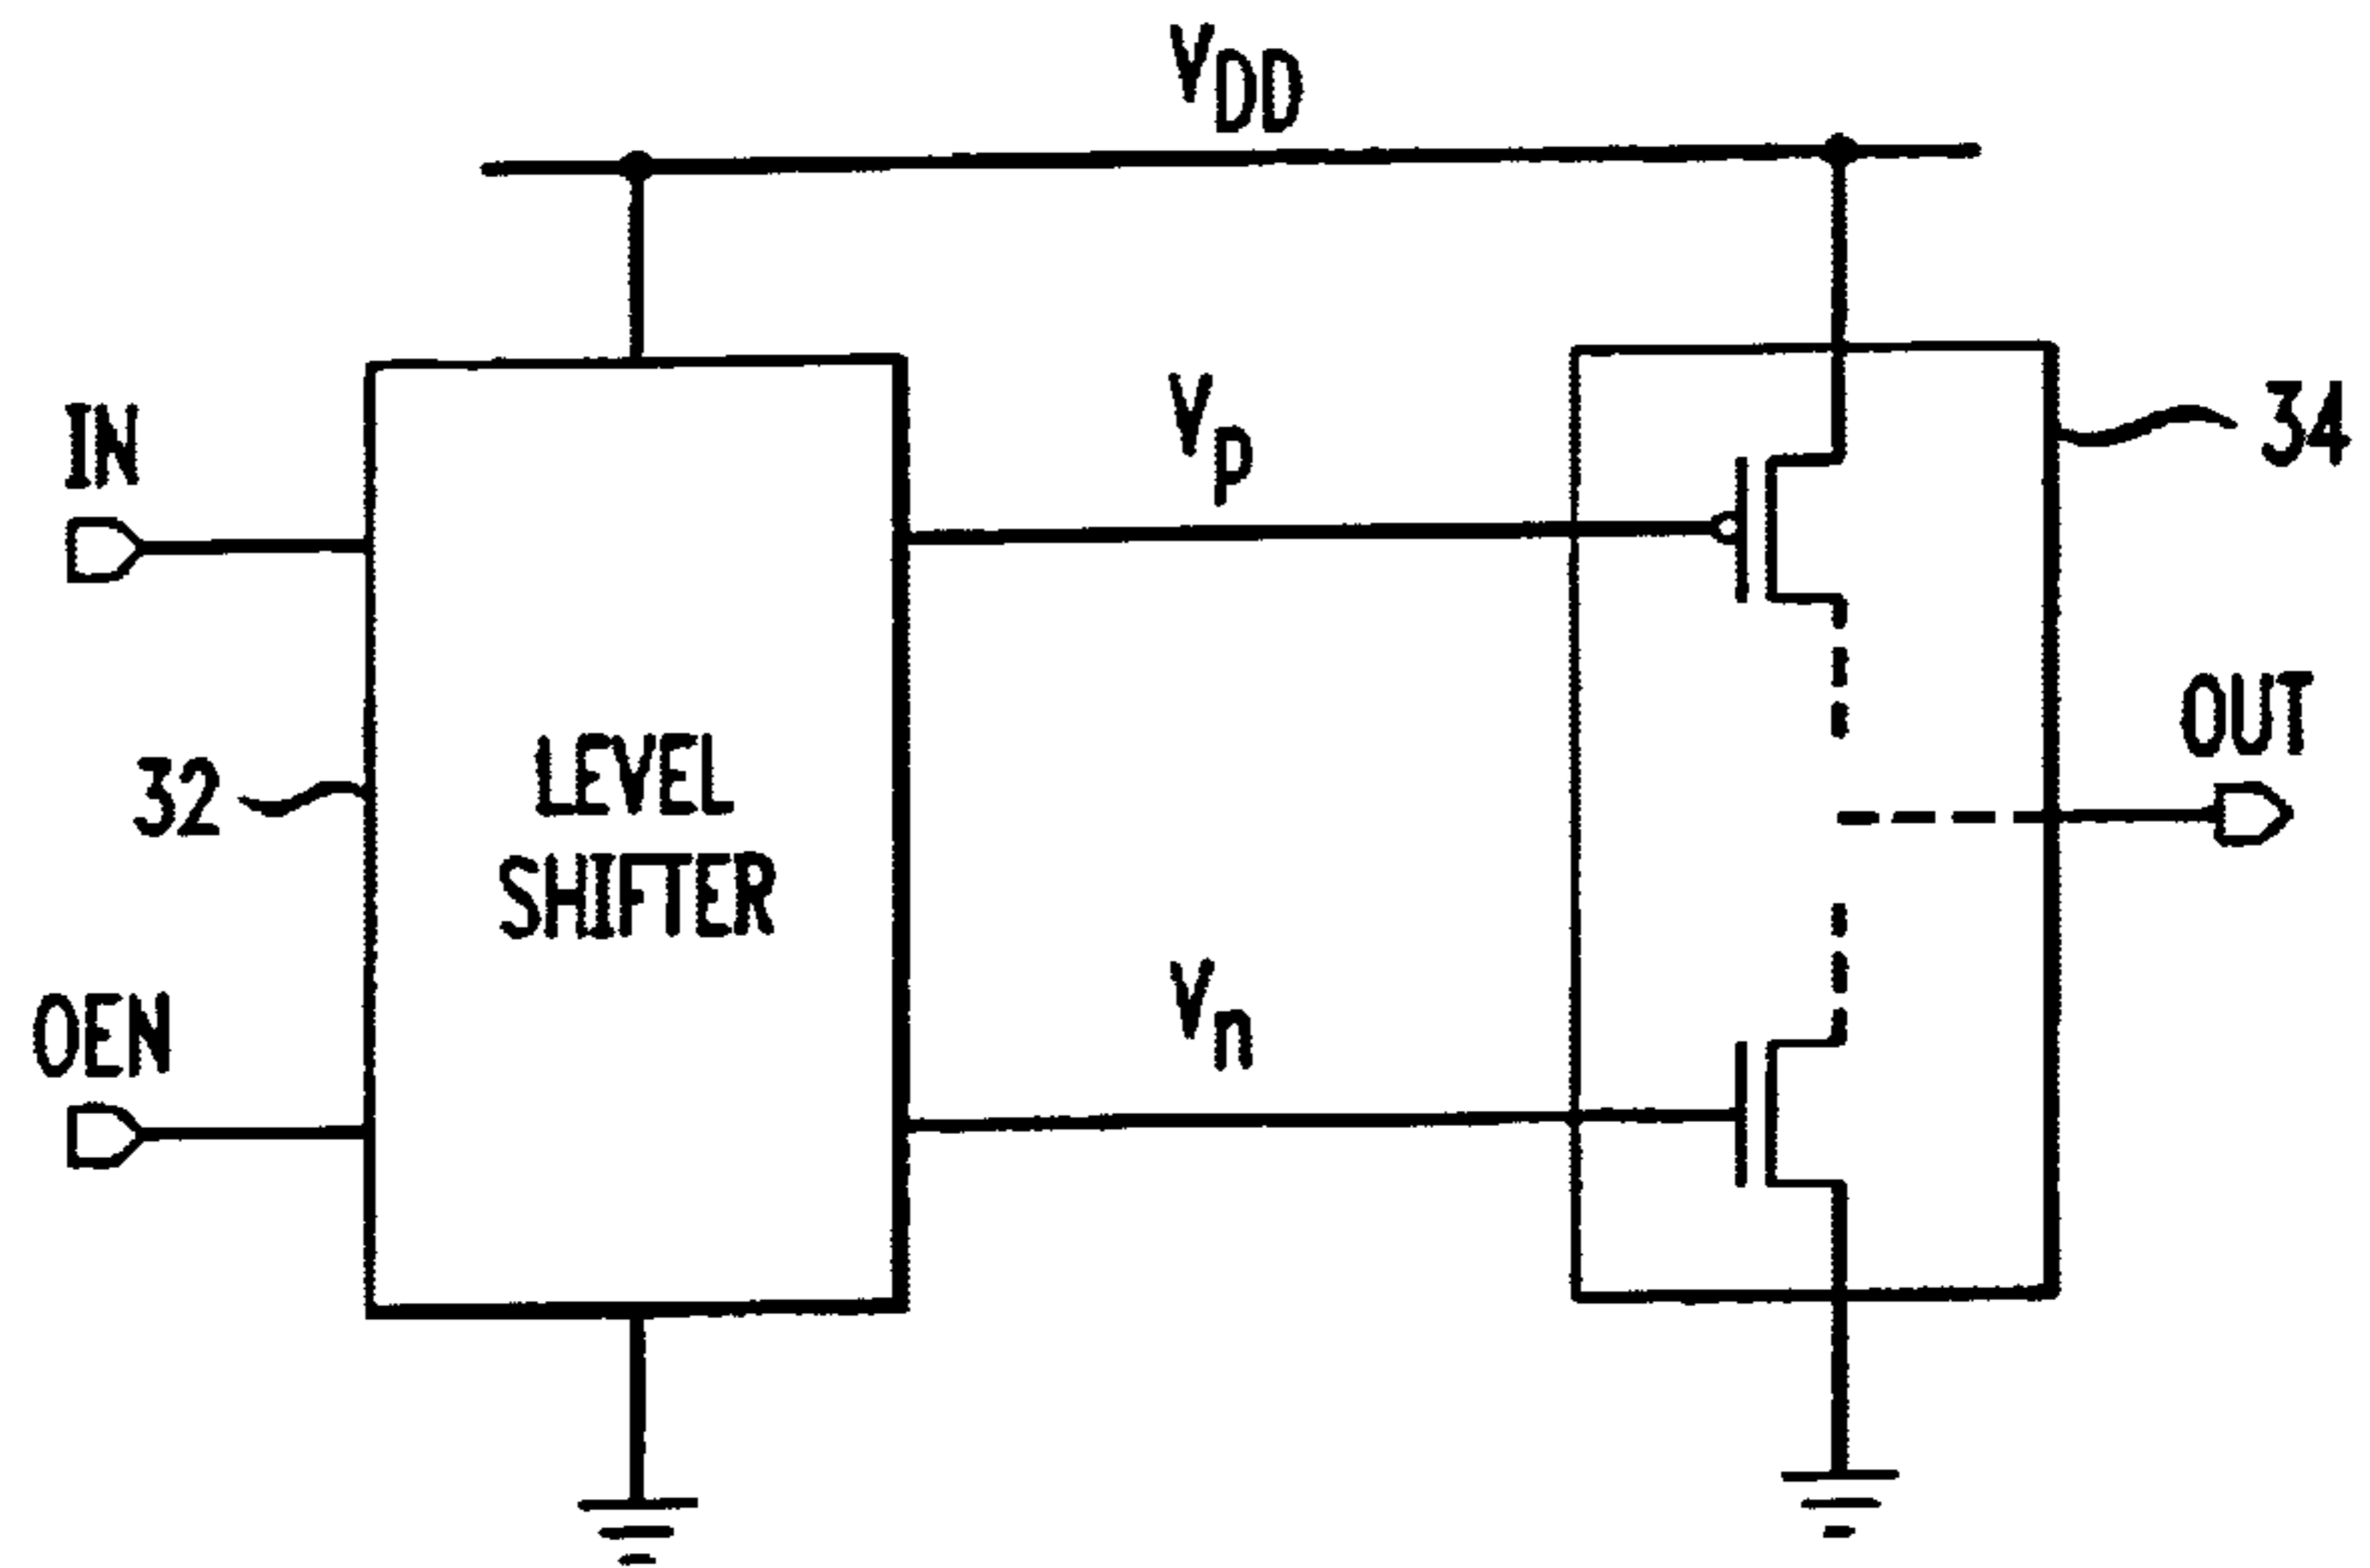 VDD
IN
Vp
34
32
LEVEL
SHIFTER
OUT
OEN
Vn